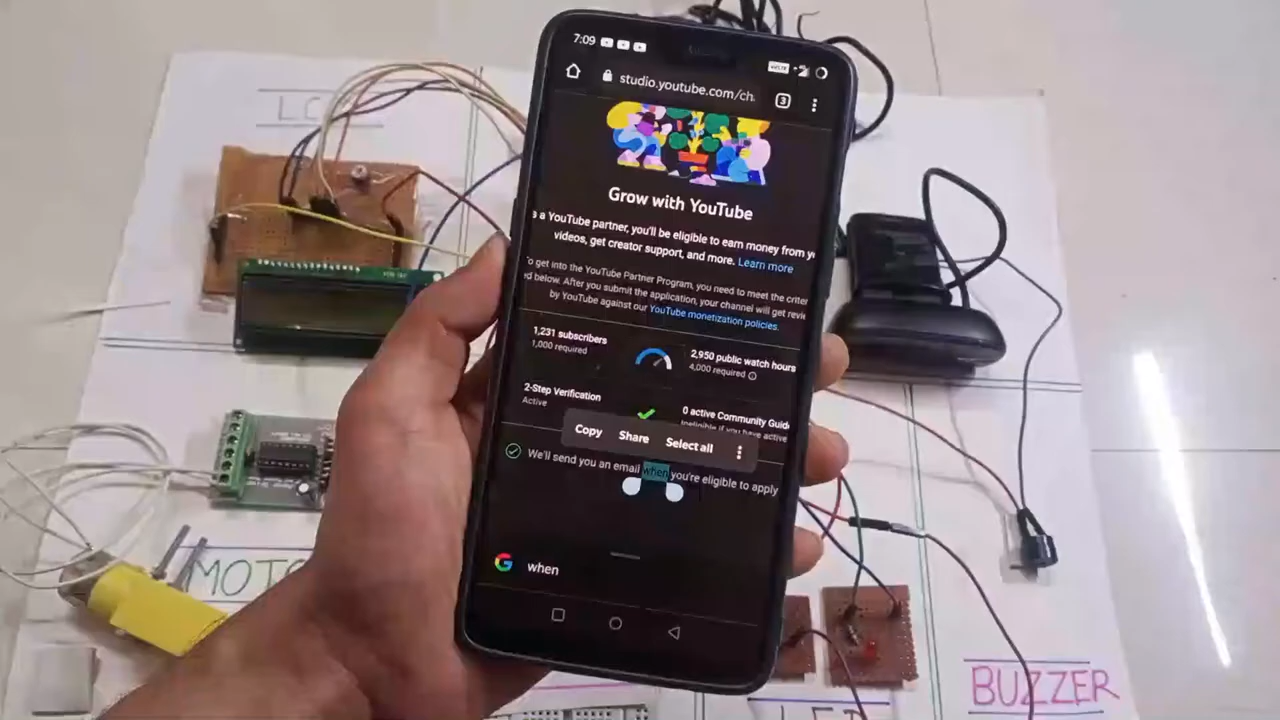 7:09
studio.youtube.com/ch
3
Grow with YouTube
s a YouTube partner, you'll be eligible to earn money from y
videos, get creator support, and more. Learn more
To get into the YouTube Partner Program, you need to meet the criter
ed below. After you submit the application, your channel will get revie
by YouTube against our YouTube monetization policies.
1,231 subscribers
1,000 required
2,950 public watch hours
4,000 required
2-Step Verification
Active
0 active Community Guid
Copy
Share
Select all
We'll send you an email when you're eligible to apply
when
BUZZER